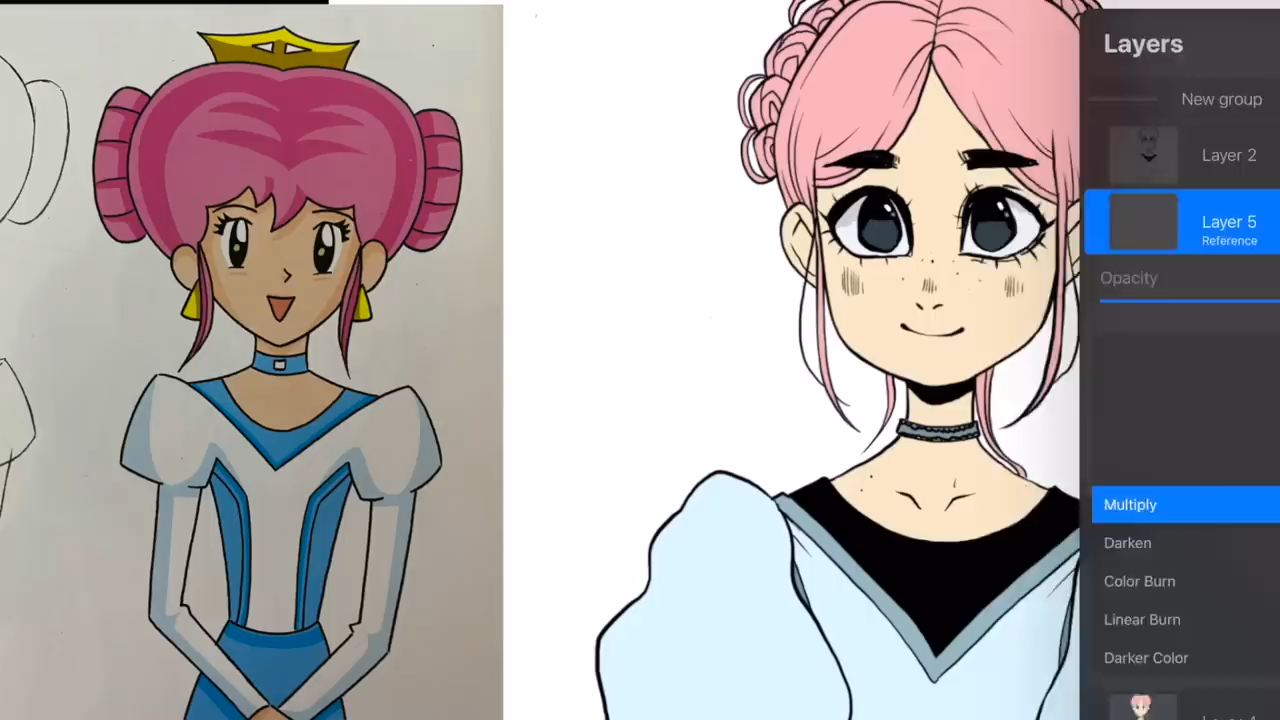 Layers
New group
Layer 2
Layer 5
Reference
Opacity
Multiply
Darken
Color Burn
Linear Burn
Darker Color